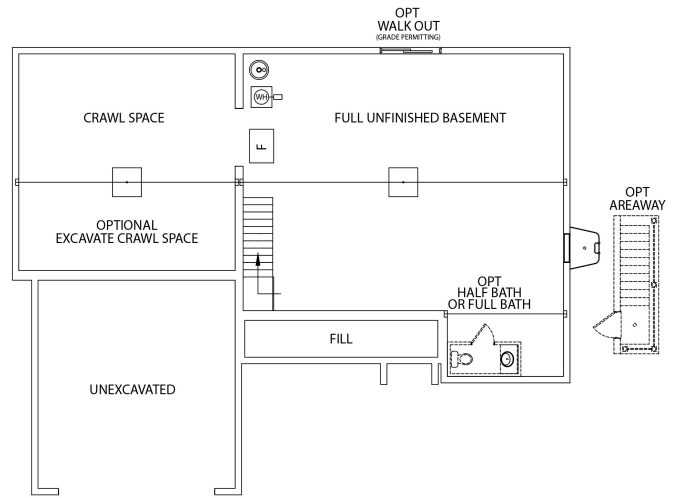 OPT
WALK OUT
(GRADE PERMITTING)
WH
CRAWL SPACE
FULL UNFINISHED BASEMENT
F
OPT
AREAWAY
OPTIONAL
EXCAVATE CRAWL SPACE
OPT
HALF BATH
OR FULL BATH
FILL
UNEXCAVATED